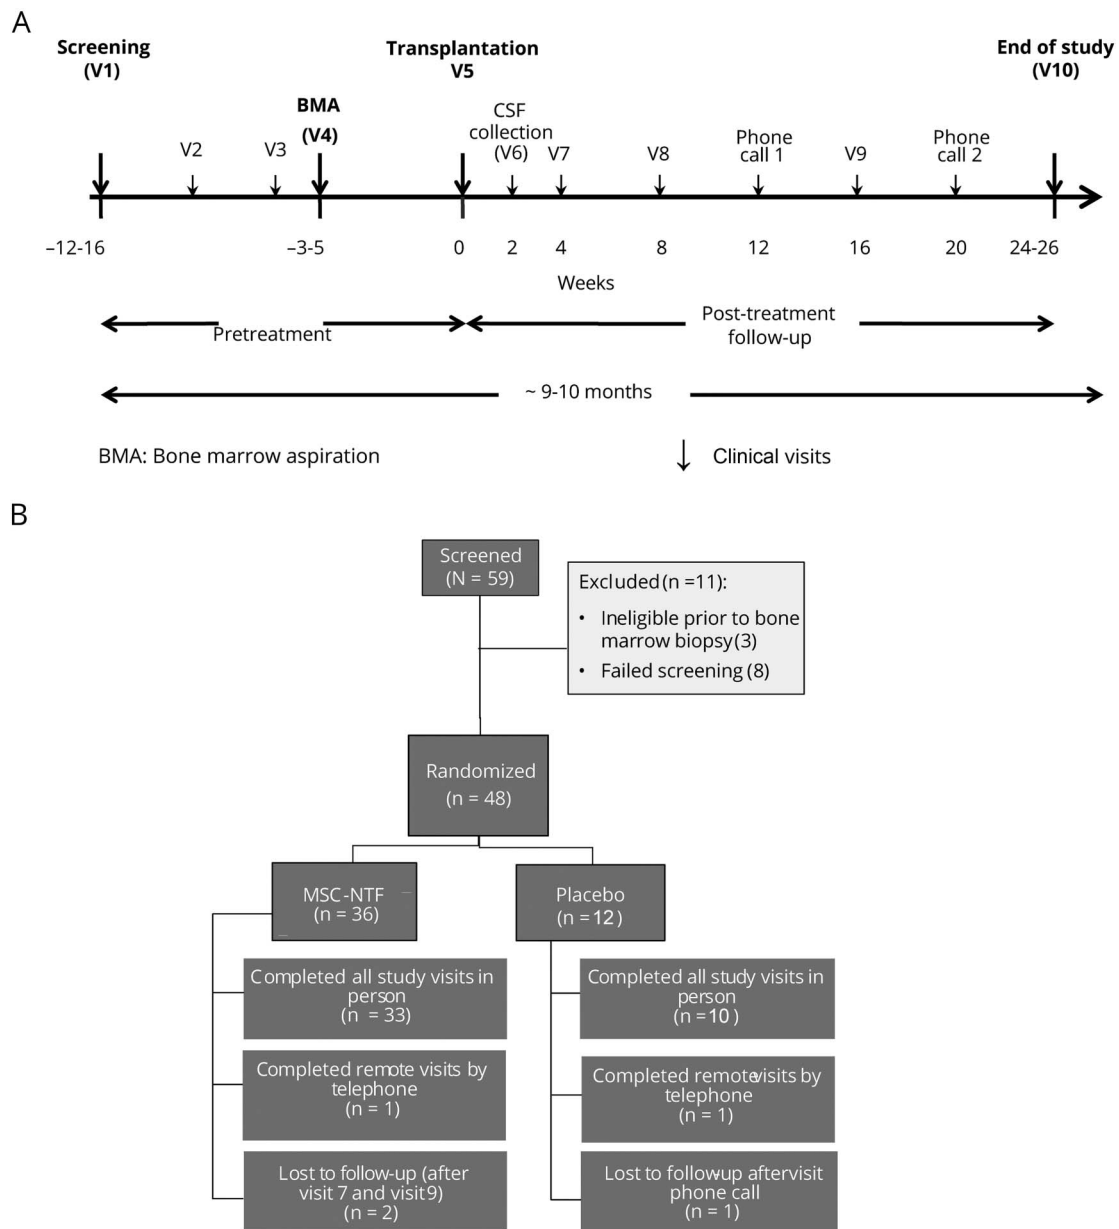 A
Screening
(V1)
Transplantation
V5
End of study
(V10)
BMA
(V4)
V2
V3
CSF
collection
(V6)
V7
V8
Phone
call 1
V9
Phone
call 2
–12-16
–3-5
0
2
4
8
12
16
20
24-26
Weeks
Pretreatment
Post-treatment
follow-up
~ 9-10 months
BMA: Bone marrow aspiration
Clinical visits
B
Screened
(N = 59)
Excluded (n =11):
• Ineligible prior to bone
marrow biopsy (3)
• Failed screening (8)
Randomized
(n = 48)
MSC-NTF
(n = 36)
Placebo
(n =12 )
Completed all study visits in
person
(n = 33)
Completed all study visits in
person
(n =10 )
Completed remote visits by
telephone
(n = 1)
Completed remote visits by
telephone
(n = 1)
Lost to follow-up (after
visit 7 and visit 9)
(n = 2)
Lost to follow-up aftervisit
phone call
(n = 1)